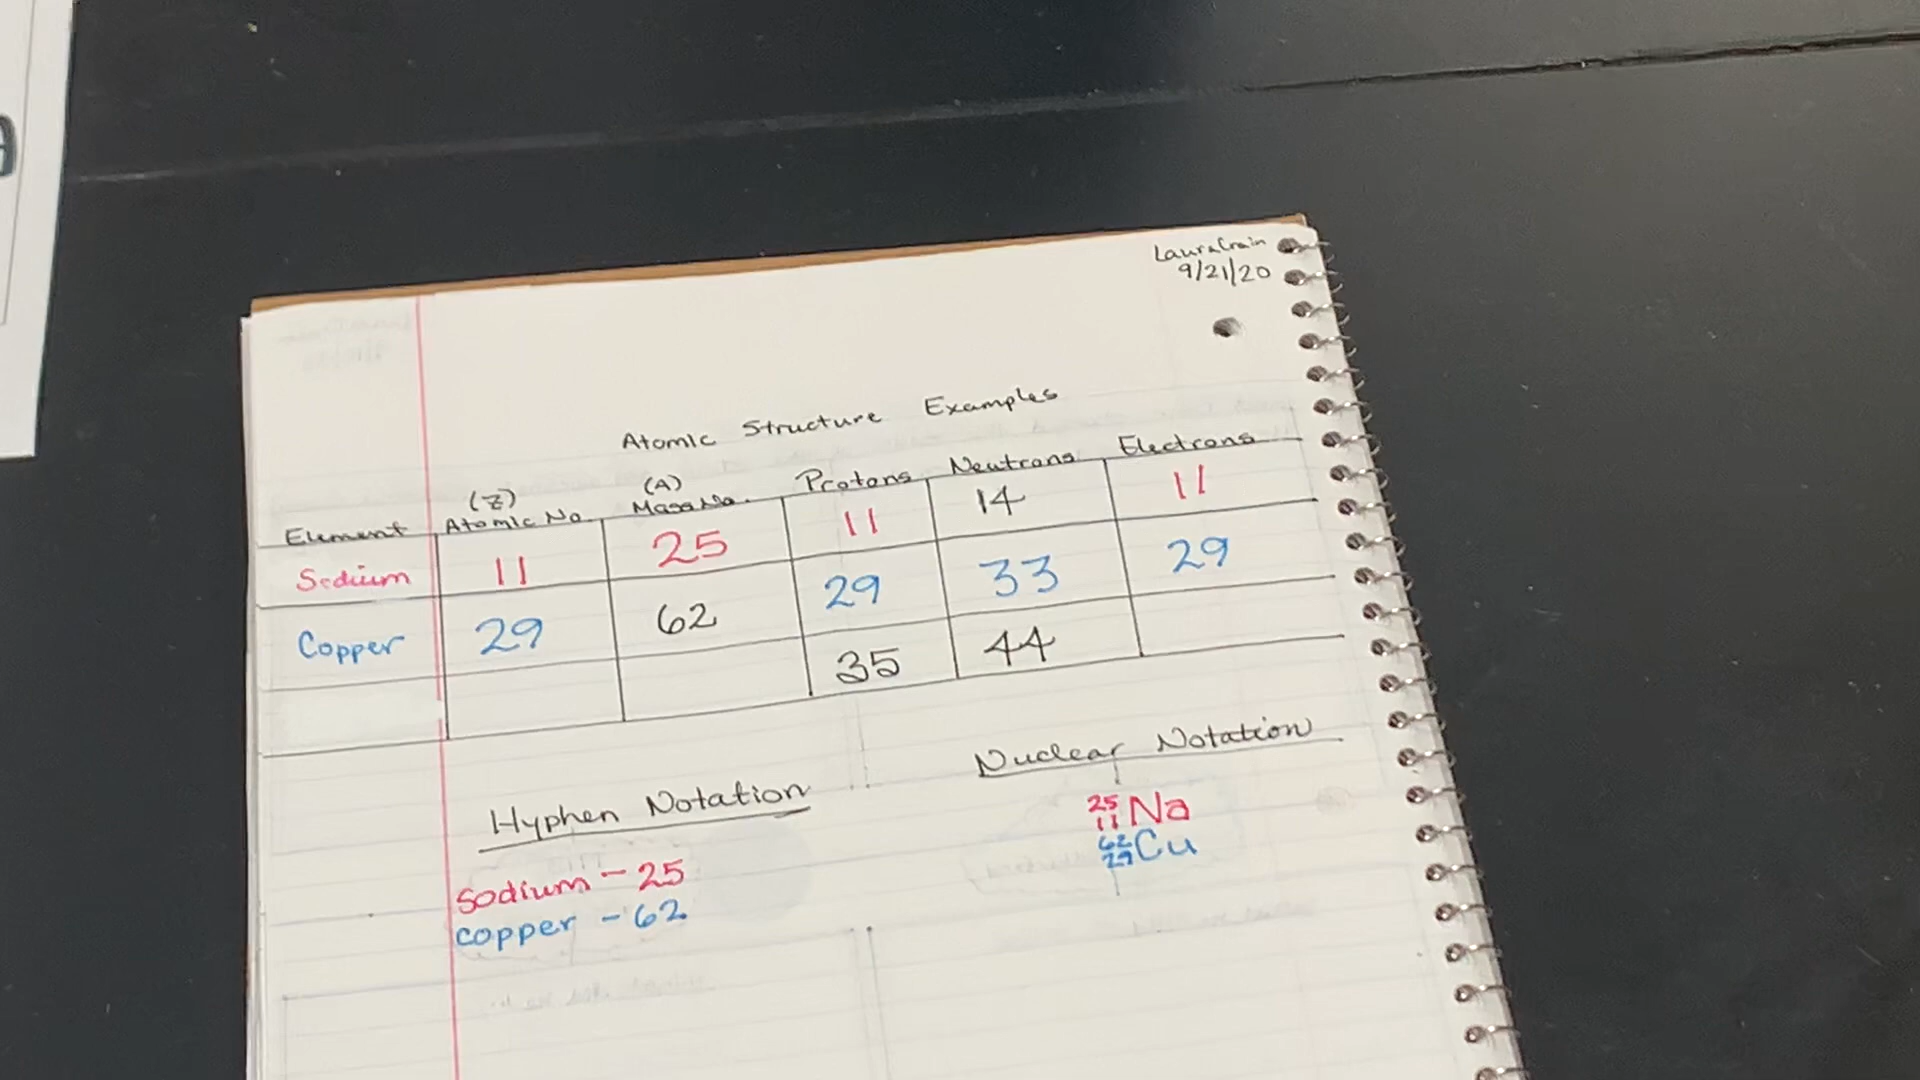 Laura Crain
9/21/20
Atomic Structure Examples
Element (Z) Atomic No (A) Mass No. Protons Neutrons Electrons
Sodium 11 25 11 14 11
Copper 29 62 29 33 29
35 44
Hyphen Notation
sodium - 25
copper - 62
Nuclear Notation
25 11 Na
62 29 Cu